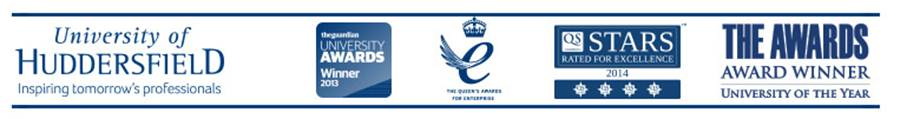 University of
HUDDERSFIELD
Inspiring tomorrow's professionals
theguardian
UNIVERSITY
AWARDS
Winner
2013
e
THE QUEEN'S AWARDS
FOR ENTERPRISE
QS STARS™
RATED FOR EXCELLENCE
2014
THE AWARDS
AWARD WINNER
UNIVERSITY OF THE YEAR